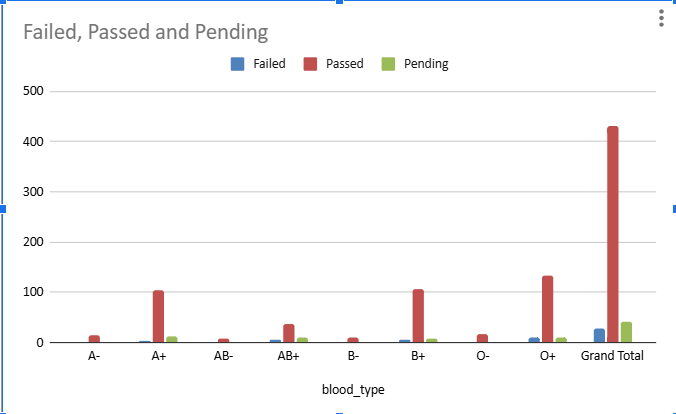 Failed, Passed and Pending
Failed Passed Pending
500
400
300
200
100
0
A- A+ AB- AB+ B- B+ O- O+ Grand Total
blood_type